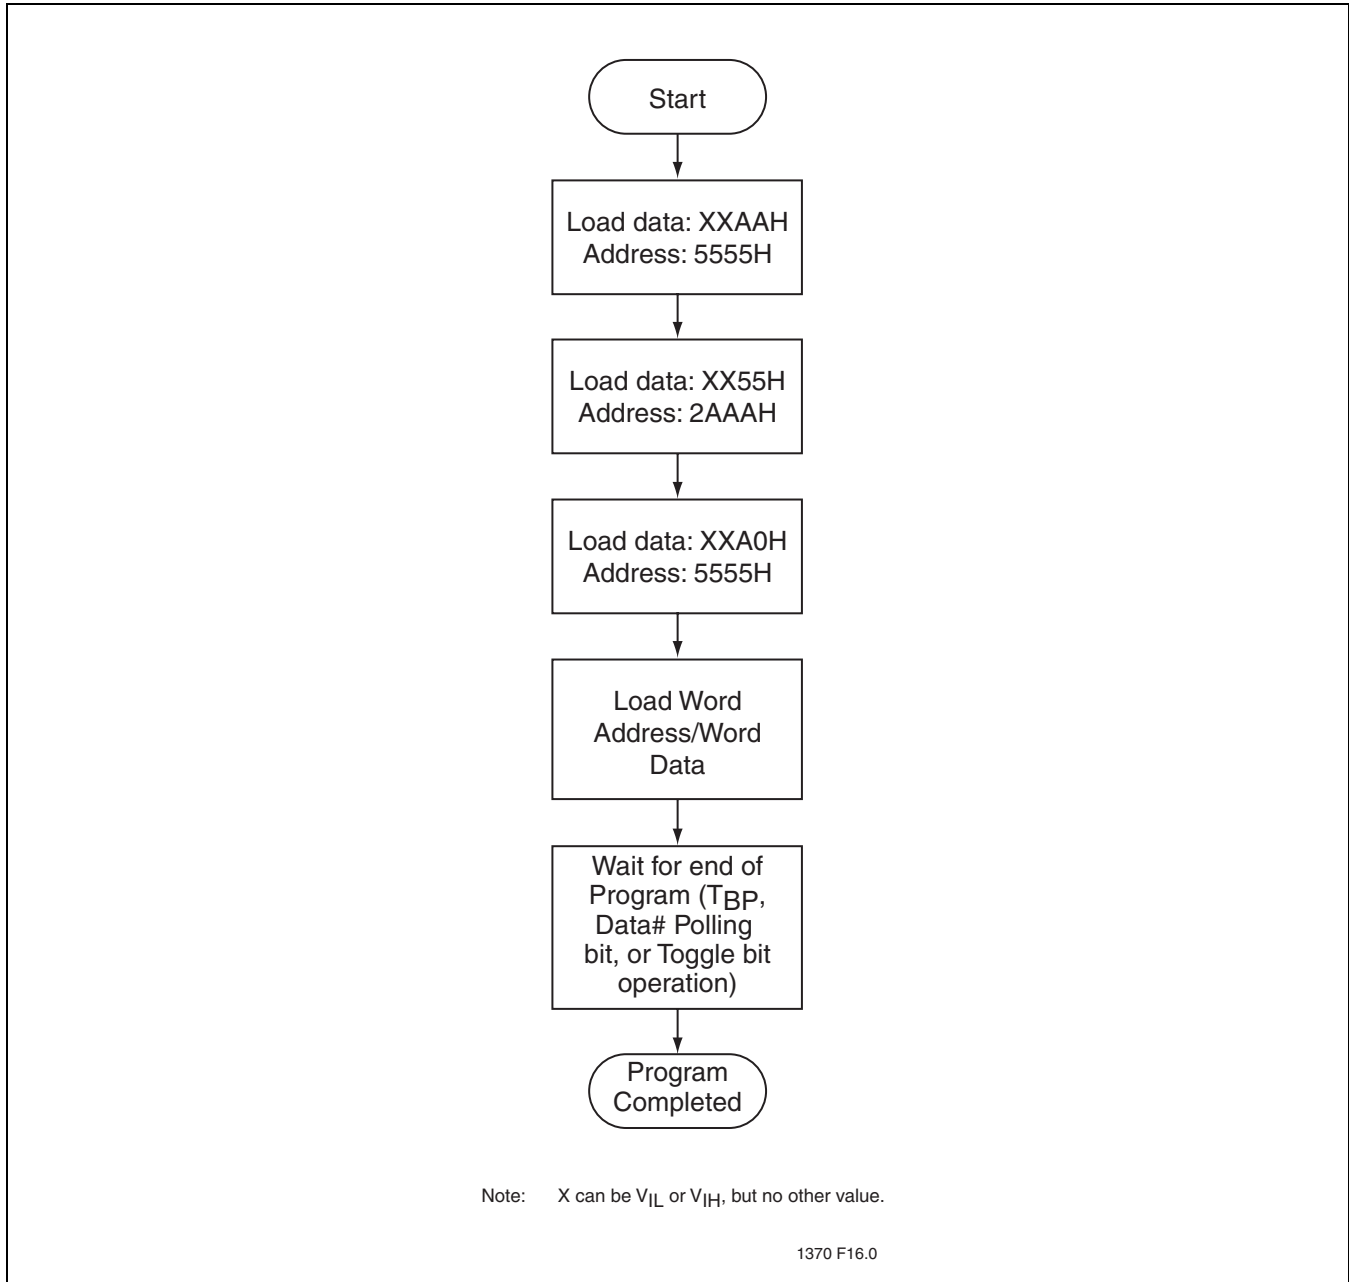 Start
Load data: XXAAH
Address: 5555H
Load data: XX55H
Address: 2AAAH
Load data: XXA0H
Address: 5555H
Load Word
Address/Word
Data
Wait for end of
Program (TBP,
Data# Polling
bit, or Toggle bit
operation)
Program
Completed
Note: X can be VIL or VIH, but no other value.
1370 F16.0